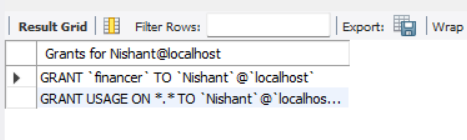 Result Grid Filter Rows: Export: Wrap
Grants for Nishant@localhost
GRANT `financer` TO `Nishant`@`localhost`
GRANT USAGE ON *.* TO `Nishant`@`localhos...